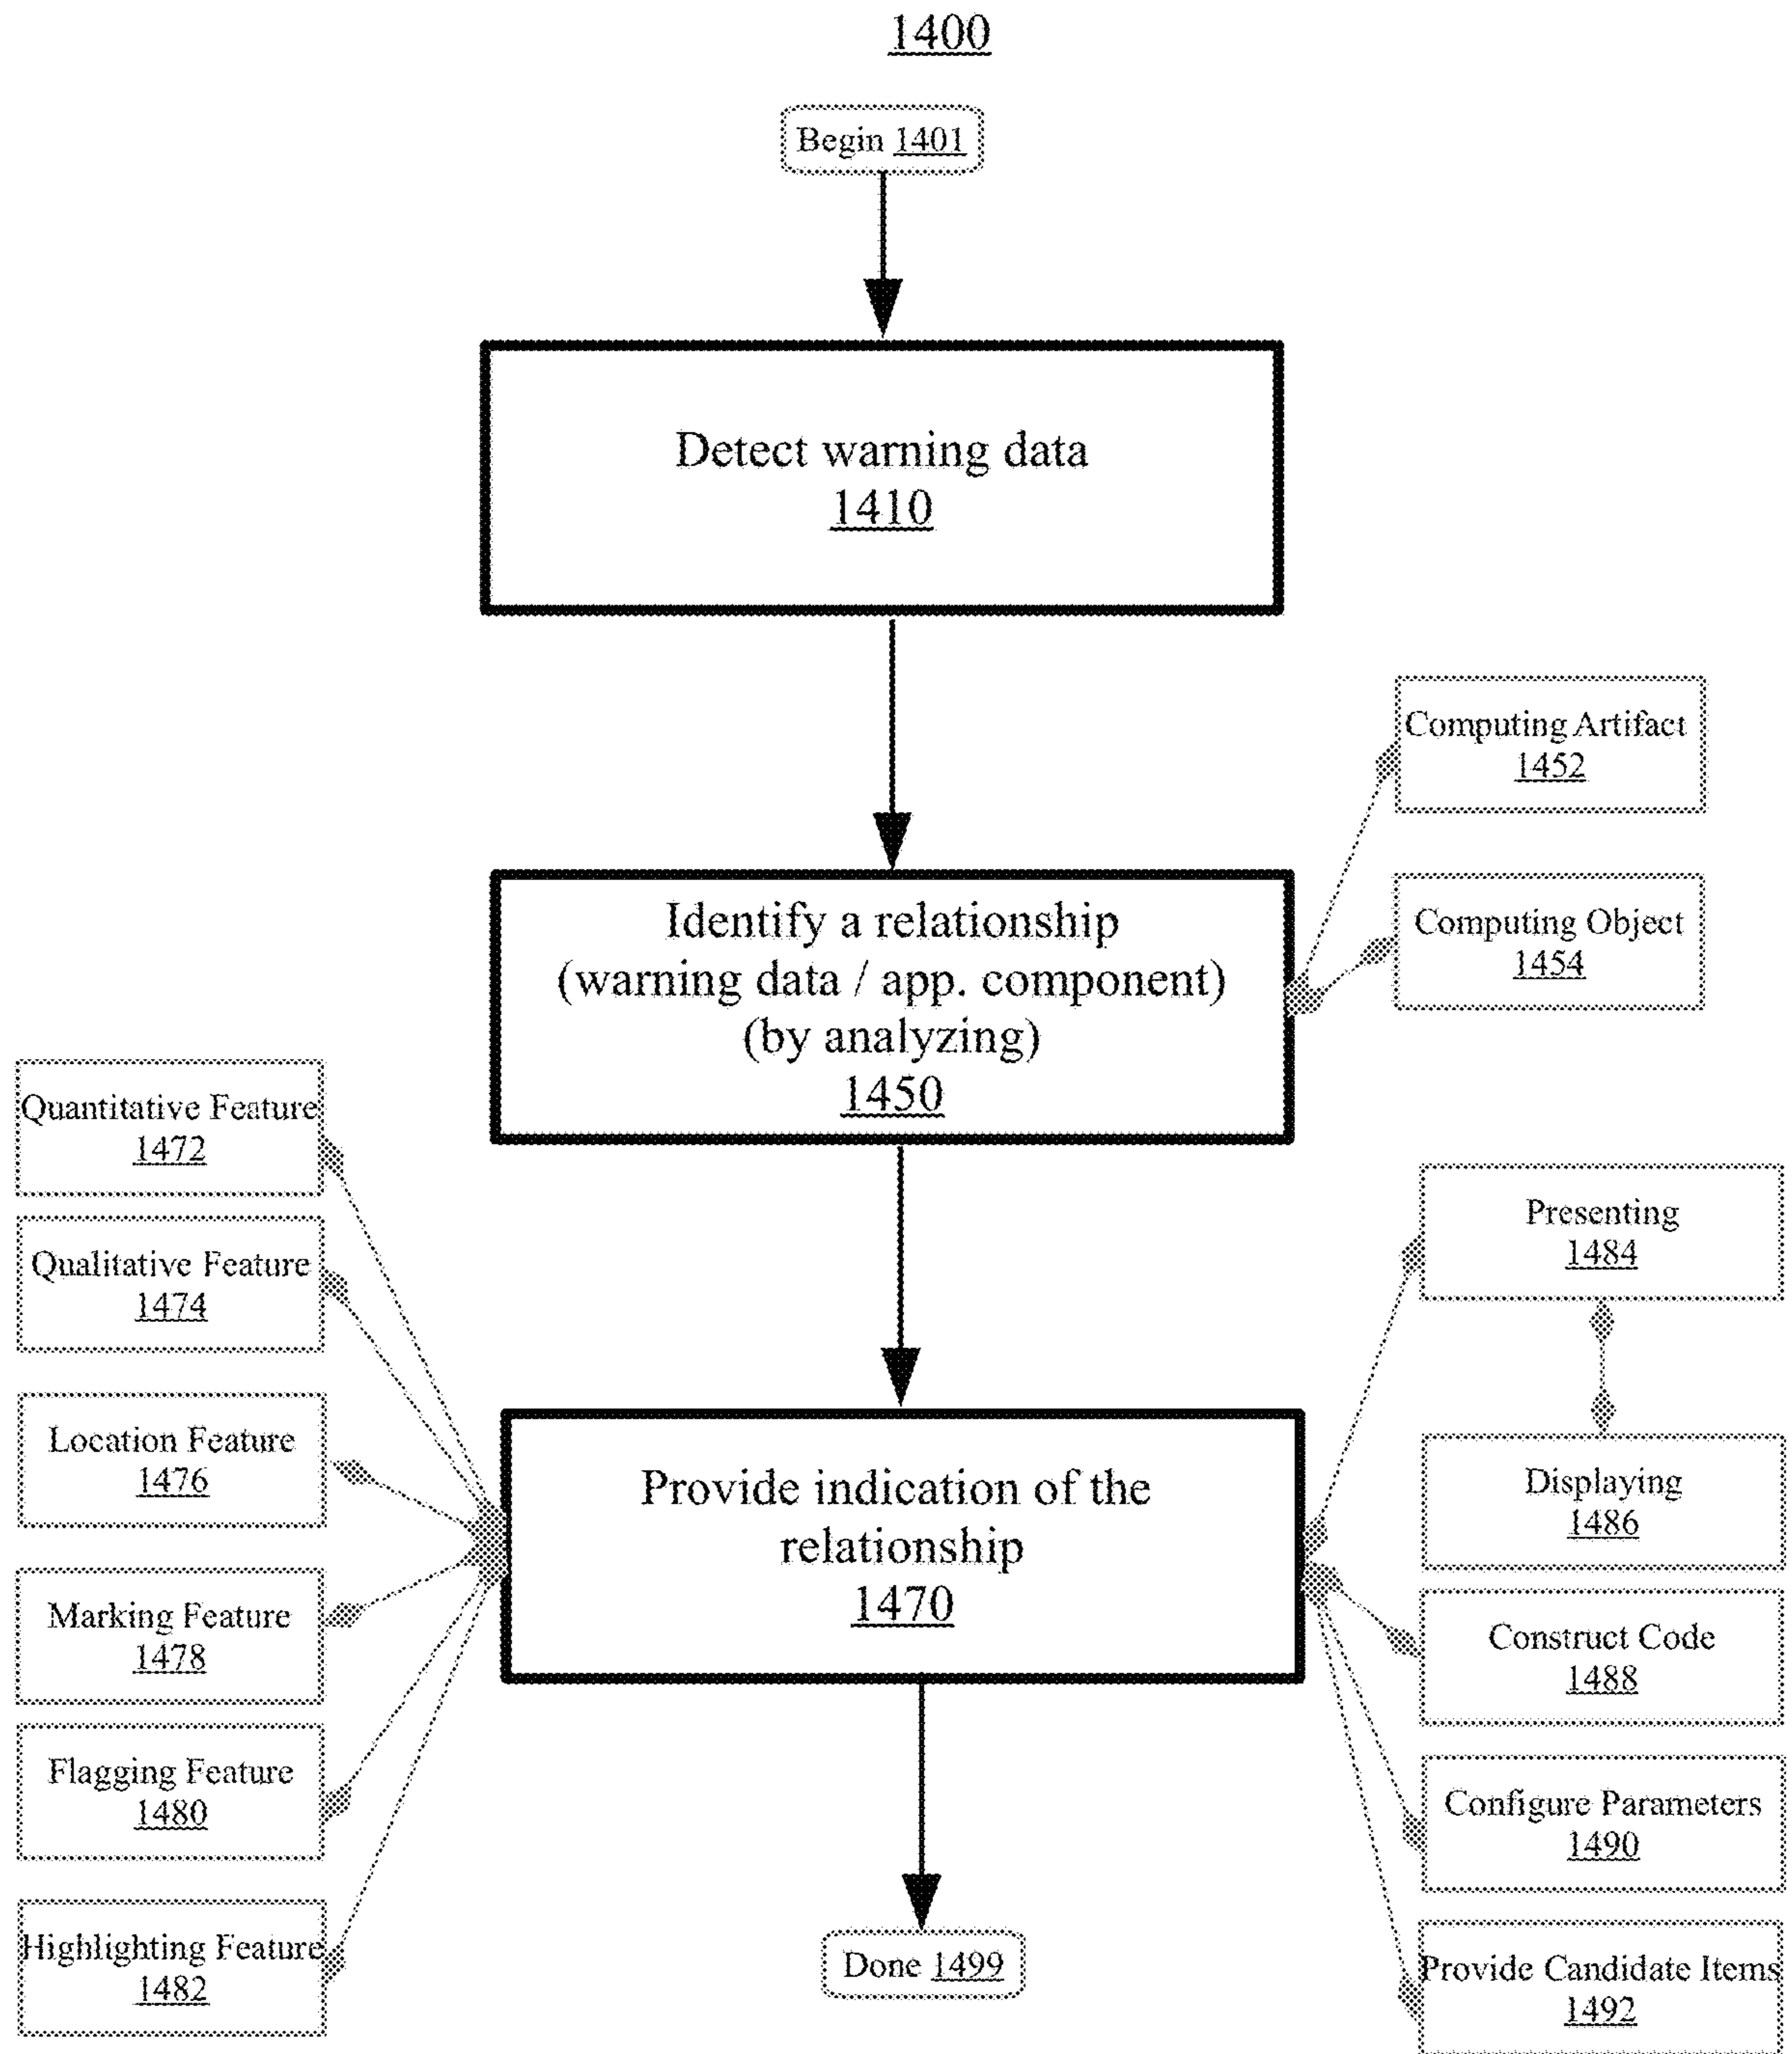 1400
Begin 1401
Detect warning data
1410
Computing Artifact
1452
Identify a relationship
(warning data / app. component)
(by analyzing)
1450
Computing Object
1454
Quantitative Feature
1472
Qualitative Feature
1474
Location Feature
1476
Marking Feature
1478
Flagging Feature
1480
Highlighting Feature
1482
Provide indication of the
relationship
1470
Presenting
1484
Displaying
1486
Construct Code
1488
Configure Parameters
1490
Provide Candidate Items
1492
Done 1499